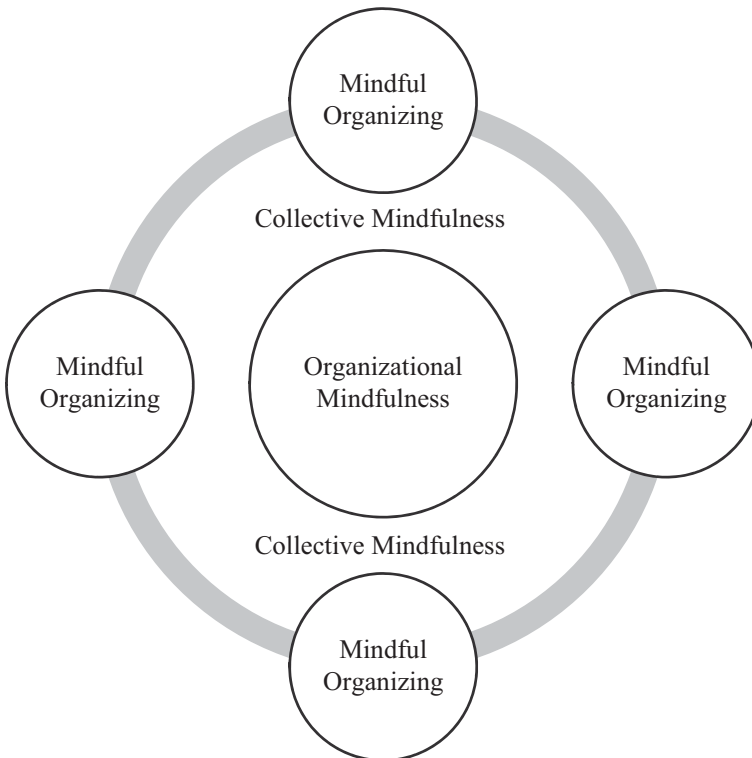 Mindful
Organizing
Collective Mindfulness
Mindful
Organizing
Organizational
Mindfulness
Mindful
Organizing
Collective Mindfulness
Mindful
Organizing